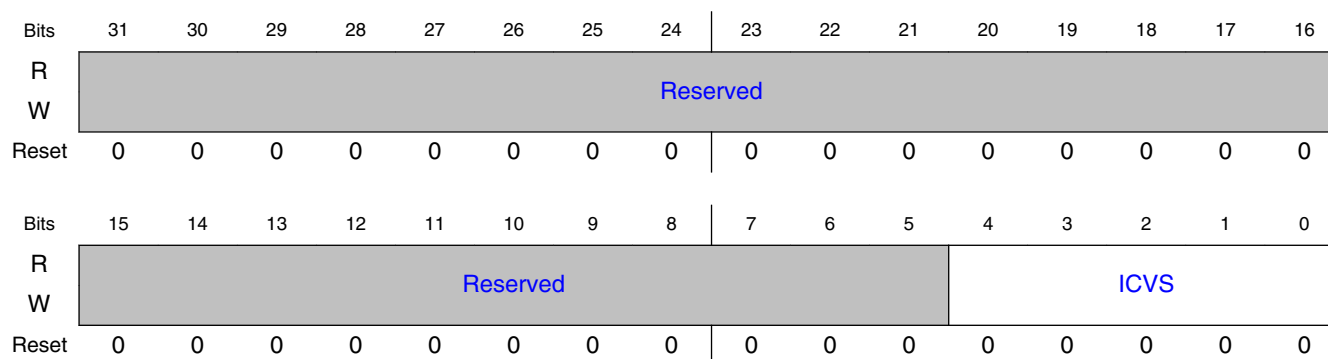 Bits 31 30 29 28 27 26 25 24 23 22 21 20 19 18 17 16
R
Reserved
W
Reset 0 0 0 0 0 0 0 0 0 0 0 0 0 0 0 0
Bits 15 14 13 12 11 10 9 8 7 6 5 4 3 2 1 0
R
Reserved ICVS
W
Reset 0 0 0 0 0 0 0 0 0 0 0 0 0 0 0 0